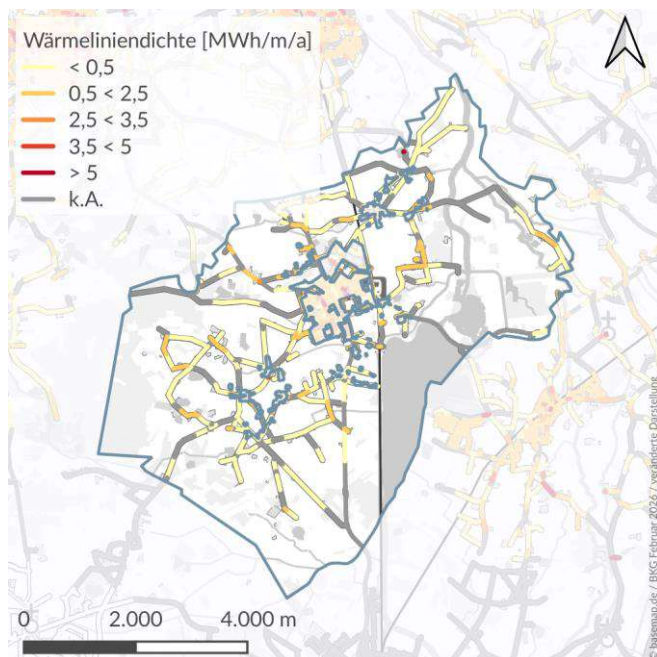 Wärmeliniendichte [MWh/m/a]
< 0,5
0,5 < 2,5
2,5 < 3,5
3,5 < 5
> 5
k.A.
0 2.000 4.000 m
© basemap.de / BKG Februar 2026 / veränderte Darstellung